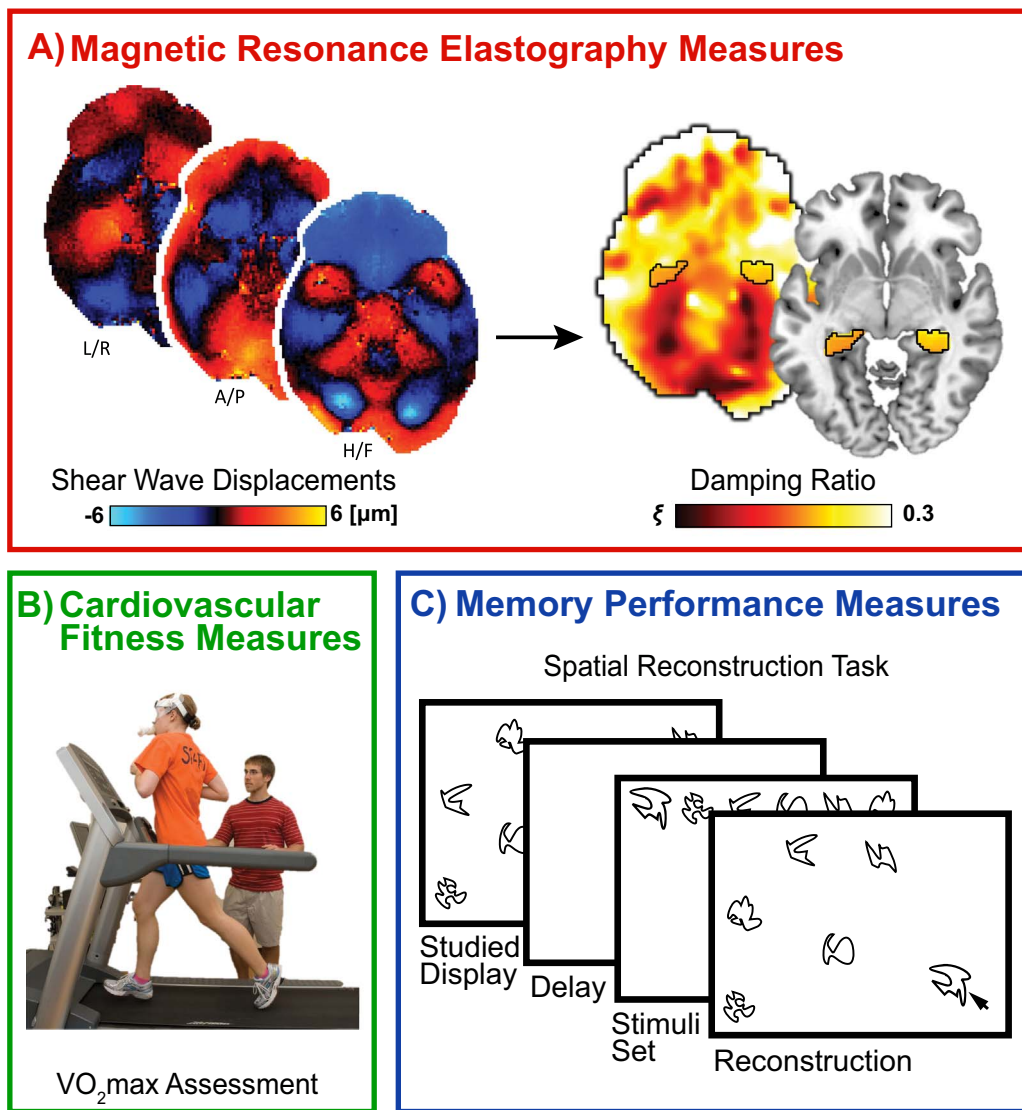 A) Magnetic Resonance Elastography Measures
L/R
A/P
H/F
Shear Wave Displacements
-6 6 [µm]
Damping Ratio
ξ 0.3
B) Cardiovascular
Fitness Measures
VO₂max Assessment
C) Memory Performance Measures
Spatial Reconstruction Task
Studied
Display
Delay
Stimuli
Set
Reconstruction